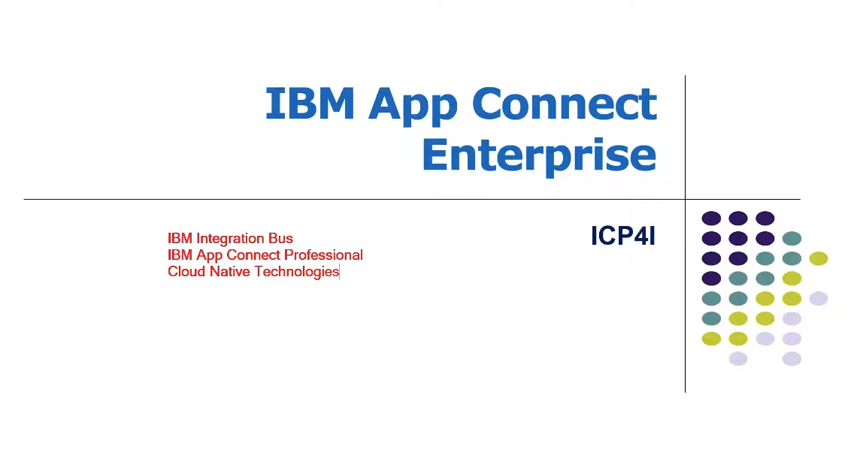 IBM App Connect
Enterprise
ICP4I
IBM Integration Bus
IBM App Connect Professional
Cloud Native Technologies